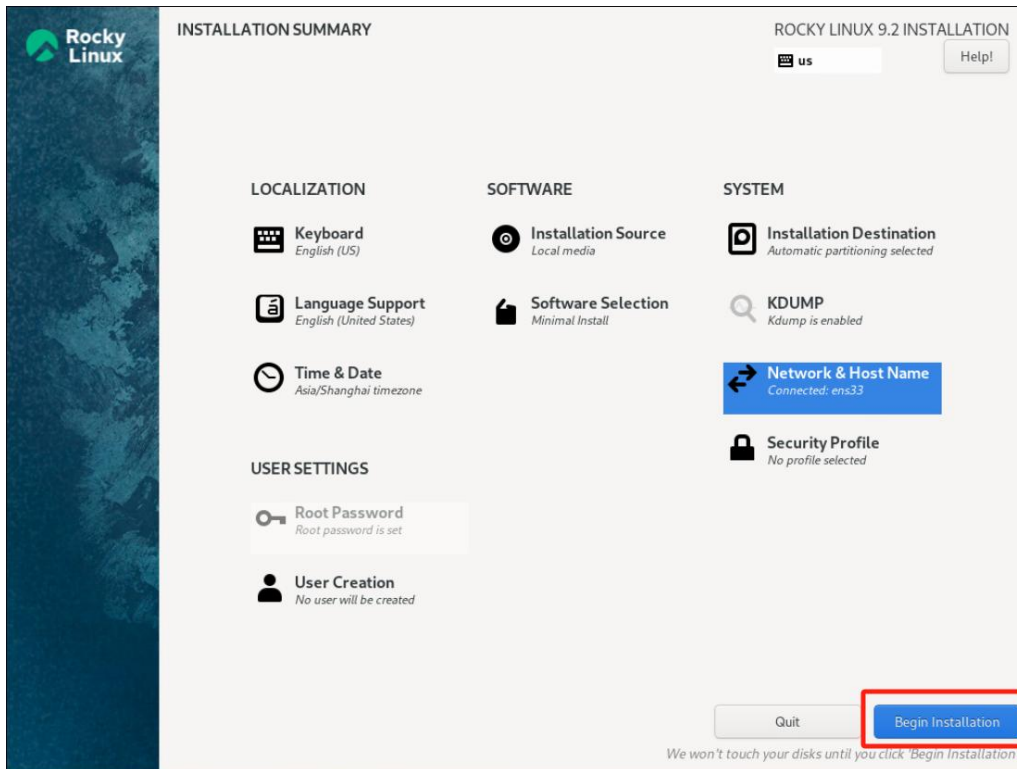 Rocky
Linux
INSTALLATION SUMMARY
ROCKY LINUX 9.2 INSTALLATION
us
Help!
LOCALIZATION
Keyboard
English (US)
Language Support
English (United States)
Time & Date
Asia/Shanghai timezone
SOFTWARE
Installation Source
Local media
Software Selection
Minimal Install
SYSTEM
Installation Destination
Automatic partitioning selected
KDUMP
Kdump is enabled
Network & Host Name
Connected: ens33
Security Profile
No profile selected
USER SETTINGS
Root Password
Root password is set
User Creation
No user will be created
Quit
Begin Installation
We won't touch your disks until you click 'Begin Installation'